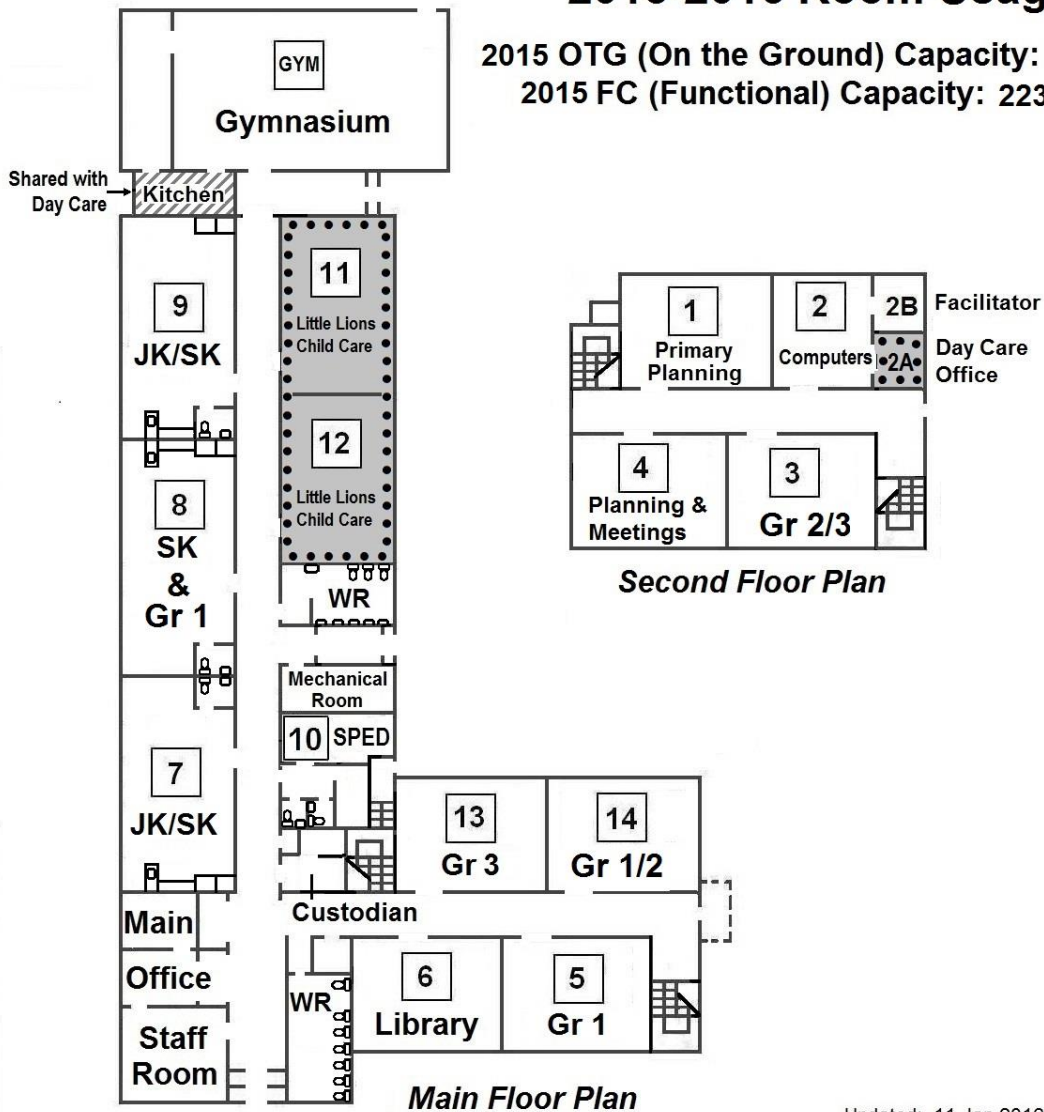 2015 OTG (On the Ground) Capacity:
2015 FC (Functional) Capacity: 223
GYM
Gymnasium
Shared with
Day Care
Kitchen
9
JK/SK
11
Little Lions
Child Care
12
Little Lions
Child Care
8
SK
&
Gr 1
WR
Mechanical
Room
10 SPED
7
JK/SK
13
Gr 3
14
Gr 1/2
Custodian
Main
Office
Staff
Room
WR
6
Library
5
Gr 1
Main Floor Plan
1
Primary
Planning
2
Computers
2B
Facilitator
2A
Day Care
Office
4
Planning &
Meetings
3
Gr 2/3
Second Floor Plan